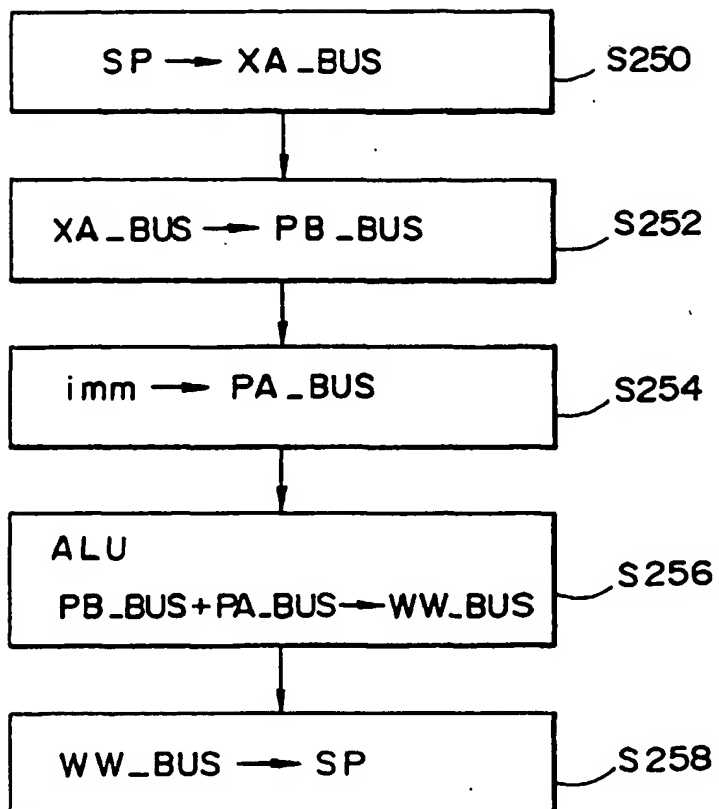 SP → XA_BUS
S250
XA_BUS → PB_BUS
S252
imm → PA_BUS
S254
ALU
PB_BUS+PA_BUS→WW_BUS
S256
WW_BUS → SP
S258